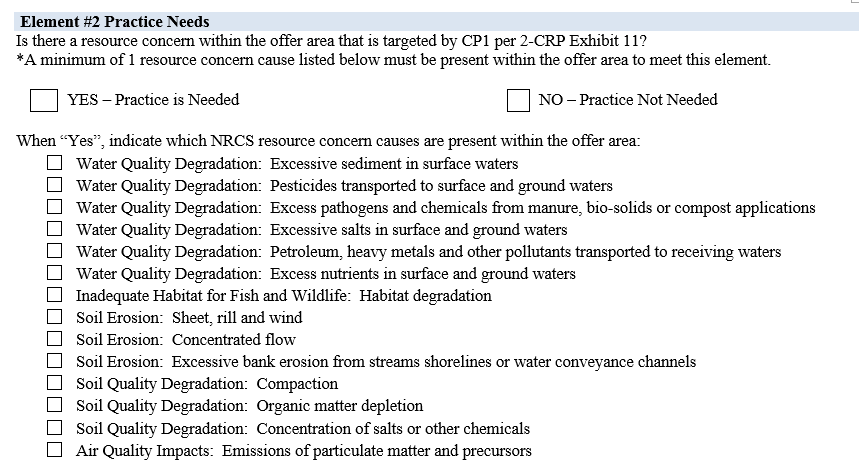 Element #2 Practice Needs
Is there a resource concern within the offer area that is targeted by CP1 per 2-CRP Exhibit 11?
*A minimum of 1 resource concern cause listed below must be present within the offer area to meet this element.
YES – Practice is Needed
NO – Practice Not Needed
When “Yes”, indicate which NRCS resource concern causes are present within the offer area:
Water Quality Degradation: Excessive sediment in surface waters
Water Quality Degradation: Pesticides transported to surface and ground waters
Water Quality Degradation: Excess pathogens and chemicals from manure, bio-solids or compost applications
Water Quality Degradation: Excessive salts in surface and ground waters
Water Quality Degradation: Petroleum, heavy metals and other pollutants transported to receiving waters
Water Quality Degradation: Excess nutrients in surface and ground waters
Inadequate Habitat for Fish and Wildlife: Habitat degradation
Soil Erosion: Sheet, rill and wind
Soil Erosion: Concentrated flow
Soil Erosion: Excessive bank erosion from streams shorelines or water conveyance channels
Soil Quality Degradation: Compaction
Soil Quality Degradation: Organic matter depletion
Soil Quality Degradation: Concentration of salts or other chemicals
Air Quality Impacts: Emissions of particulate matter and precursors